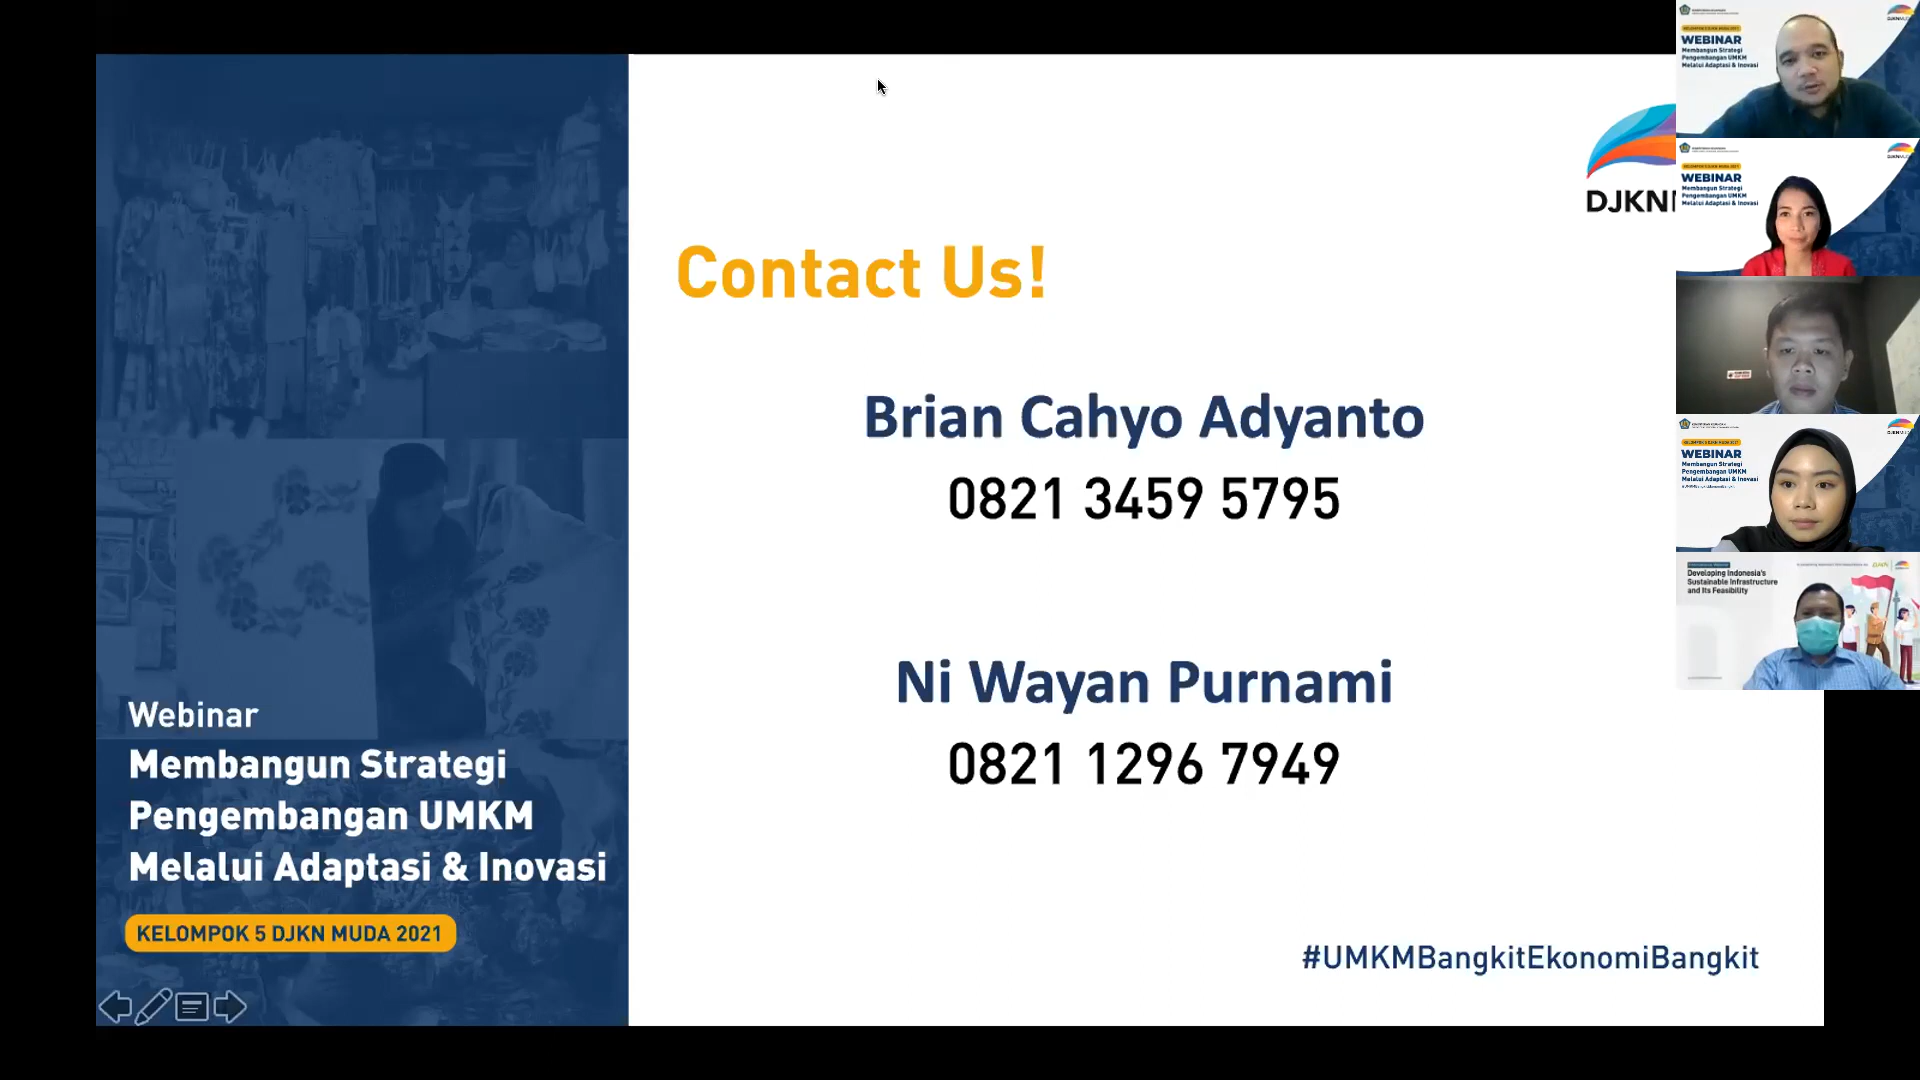 Contact Us!
Brian Cahyo Adyanto
0821 3459 5795
Ni Wayan Purnami
0821 1296 7949
#UMKMBangkitEkonomiBangkit
Webinar
Membangun Strategi
Pengembangan UMKM
Melalui Adaptasi & Inovasi
KELOMPOK 5 DJKN MUDA 2021
DJKN
WEBINAR
Membangun Strategi
Pengembangan UMKM
Melalui Adaptasi & Inovasi
WEBINAR
Membangun Strategi
Pengembangan UMKM
Melalui Adaptasi & Inovasi
WEBINAR
Membangun Strategi
Pengembangan UMKM
Melalui Adaptasi & Inovasi
Developing Indonesia's
Sustainable Infrastructure
and Its Feasibility